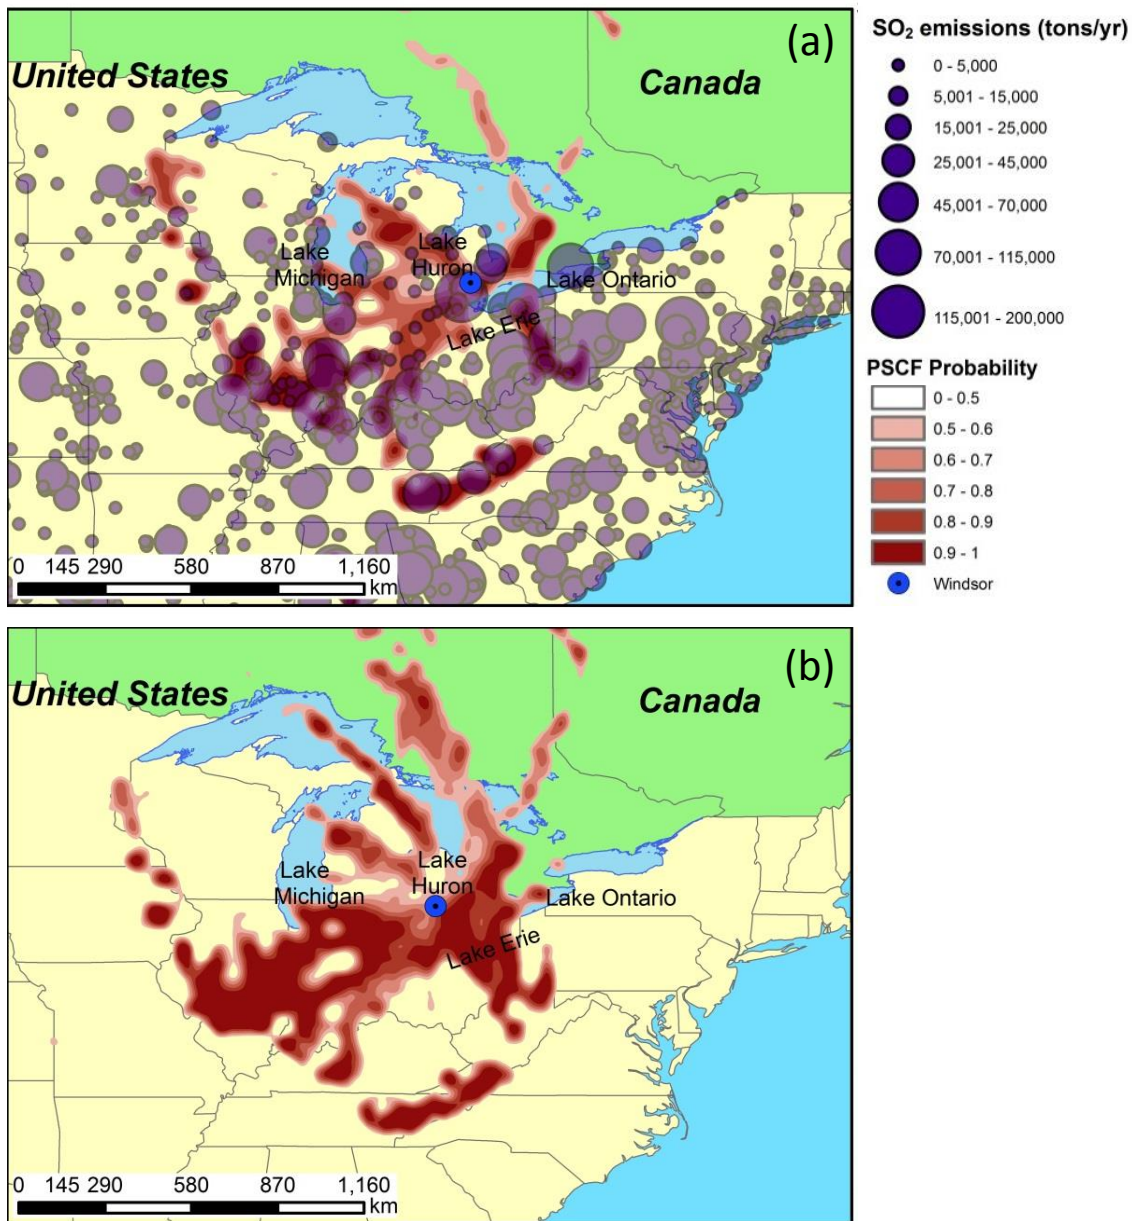 (a)
United States
Canada
Lake
Michigan
Lake
Huron
Lake Ontario
Lake Erie
0 145 290 580 870 1,160
km
SO₂ emissions (tons/yr)
0 - 5,000
5,001 - 15,000
15,001 - 25,000
25,001 - 45,000
45,001 - 70,000
70,001 - 115,000
115,001 - 200,000
PSCF Probability
0 - 0.5
0.5 - 0.6
0.6 - 0.7
0.7 - 0.8
0.8 - 0.9
0.9 - 1
Windsor
(b)
United States
Canada
Lake
Michigan
Lake
Huron
Lake Ontario
Lake Erie
0 145 290 580 870 1,160
km